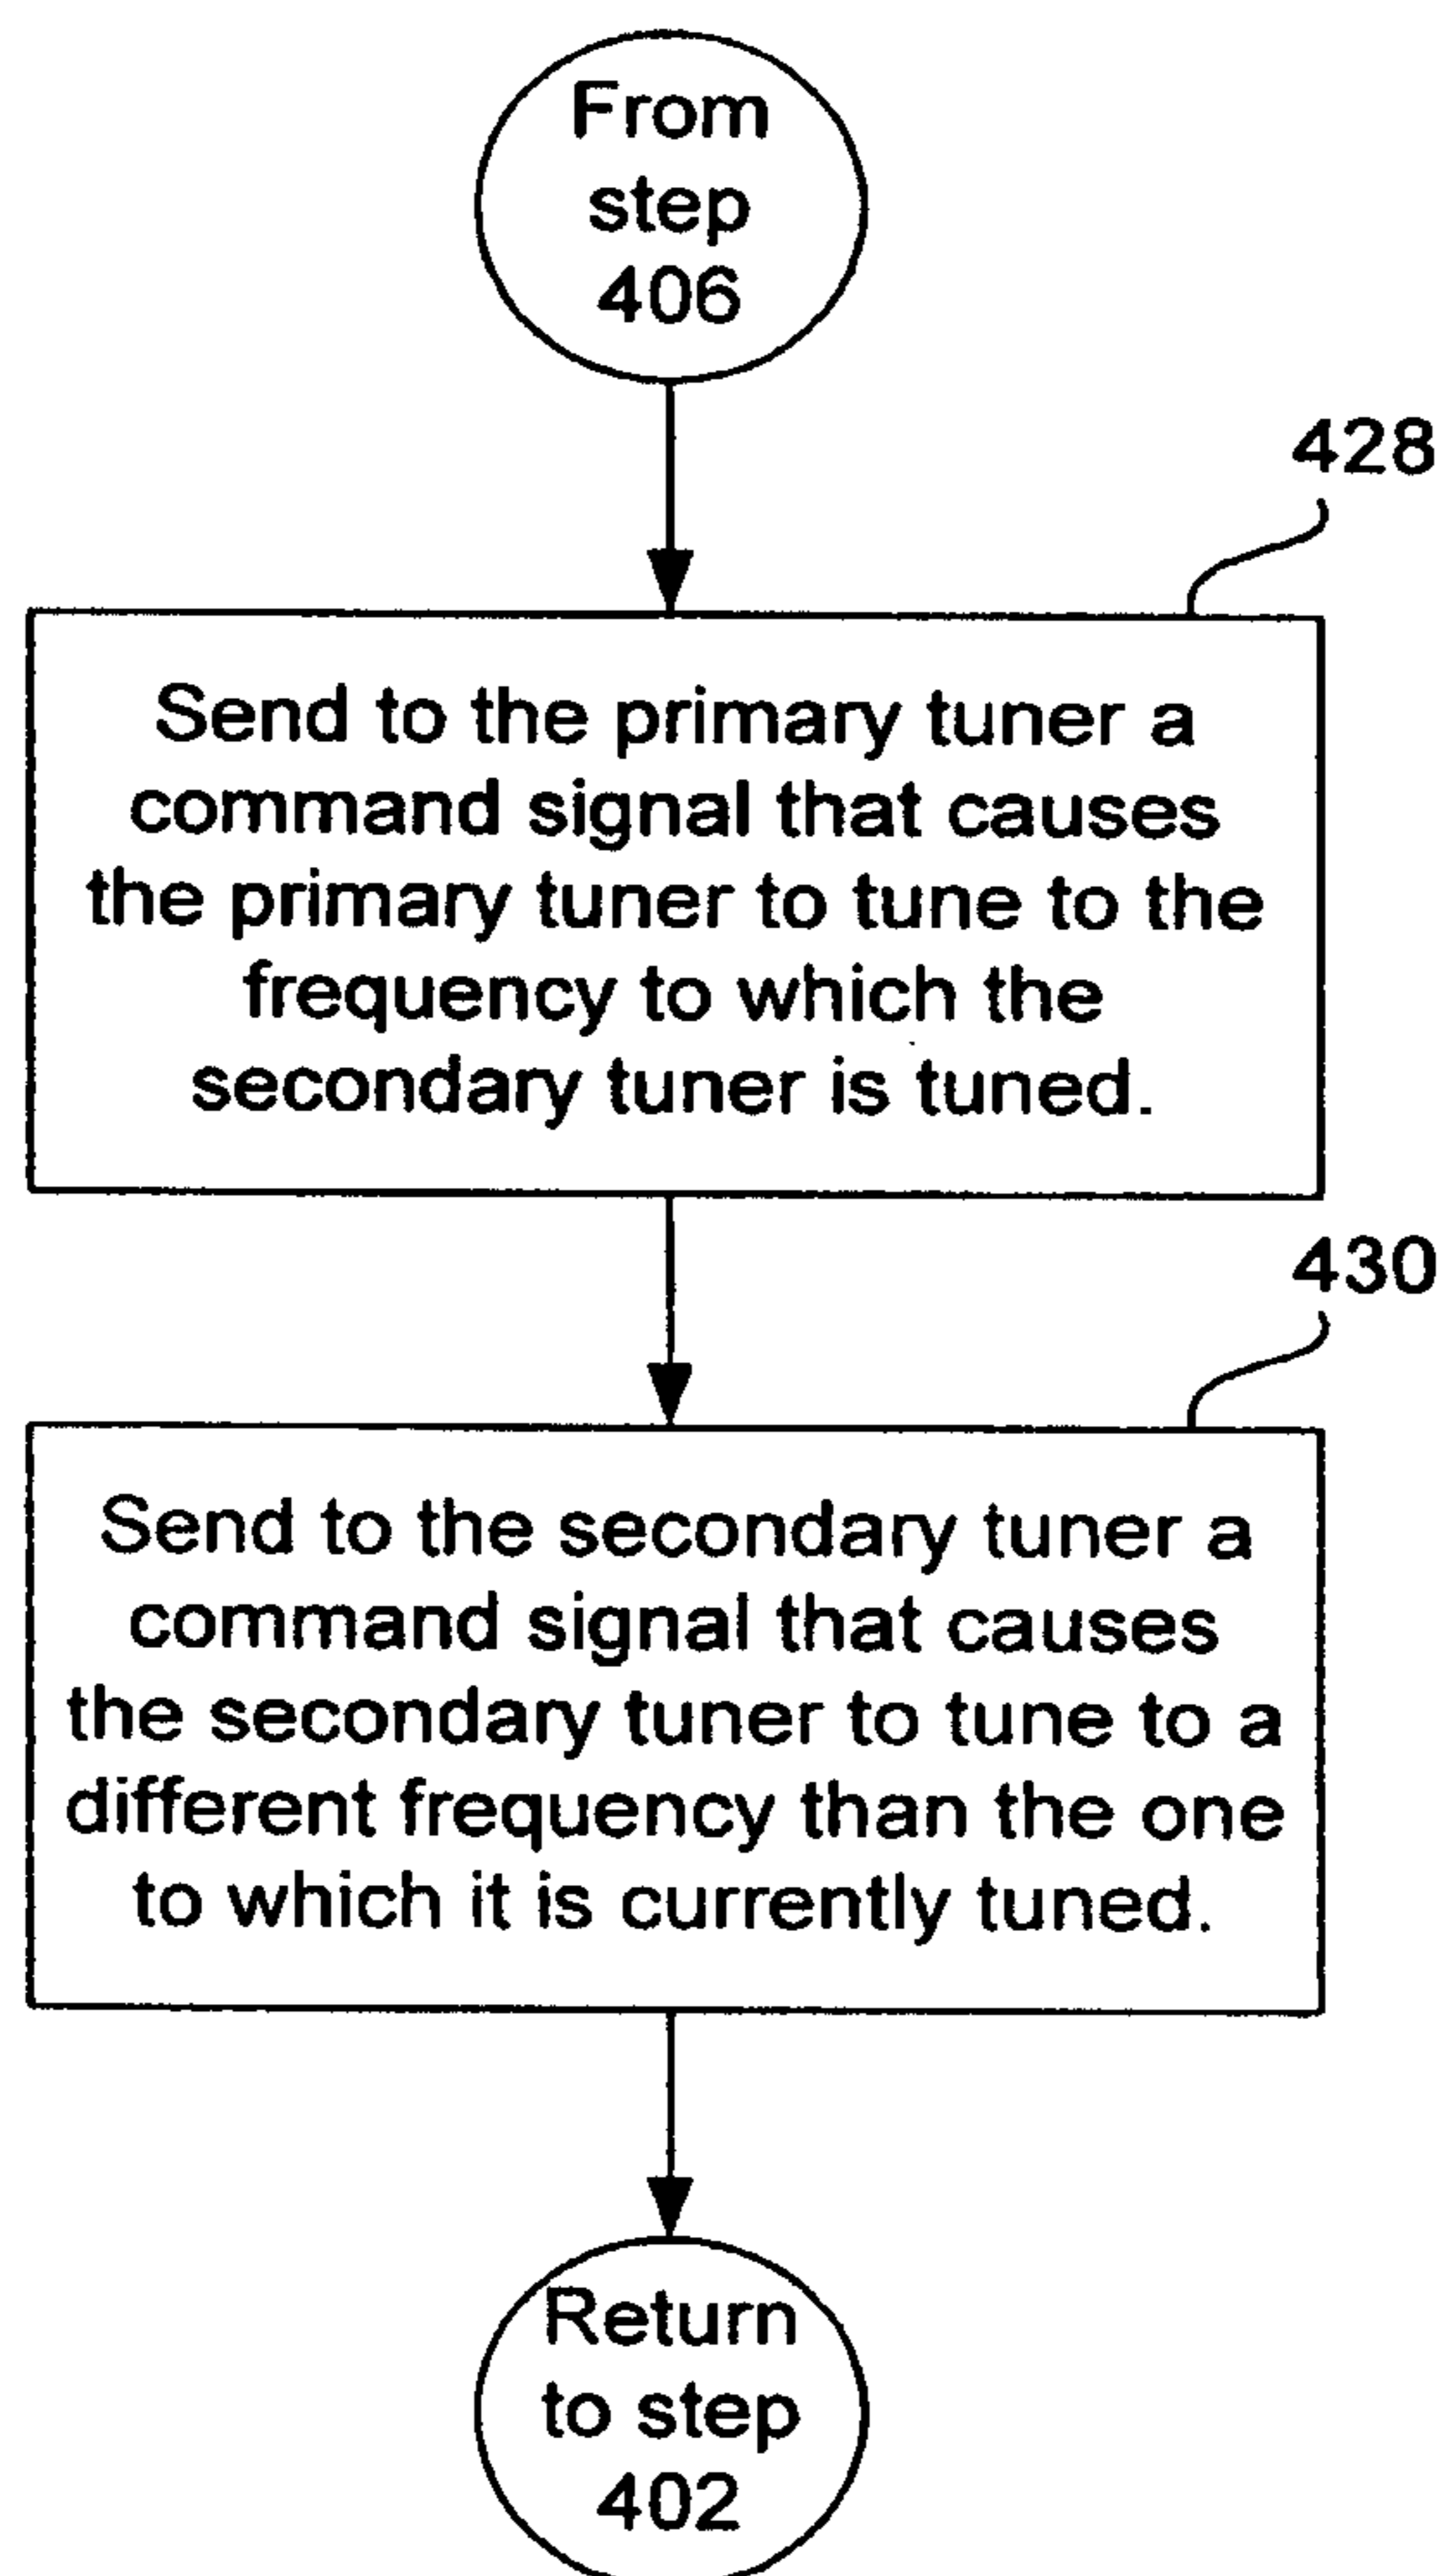 From
step
406
428
Send to the primary tuner a
command signal that causes
the primary tuner to tune to the
frequency to which the
secondary tuner is tuned.
430
Send to the secondary tuner a
command signal that causes
the secondary tuner to tune to a
different frequency than the one
to which it is currently tuned.
Return
to step
402